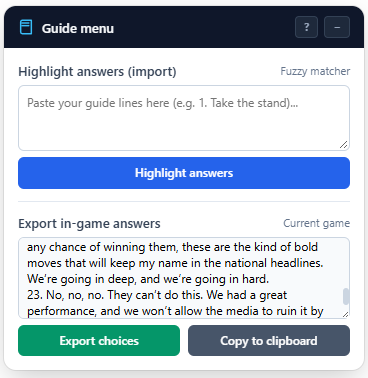 Guide menu
?
–
Highlight answers (import)
Fuzzy matcher
Paste your guide lines here (e.g. 1. Take the stand)...
Highlight answers
Export in-game answers
Current game
any chance of winning them, these are the kind of bold
moves that will keep my name in the national headlines.
We’re going in deep, and we’re going in hard.
23. No, no, no. They can’t do this. We had a great
performance, and we won’t allow the media to ruin it by
Export choices
Copy to clipboard